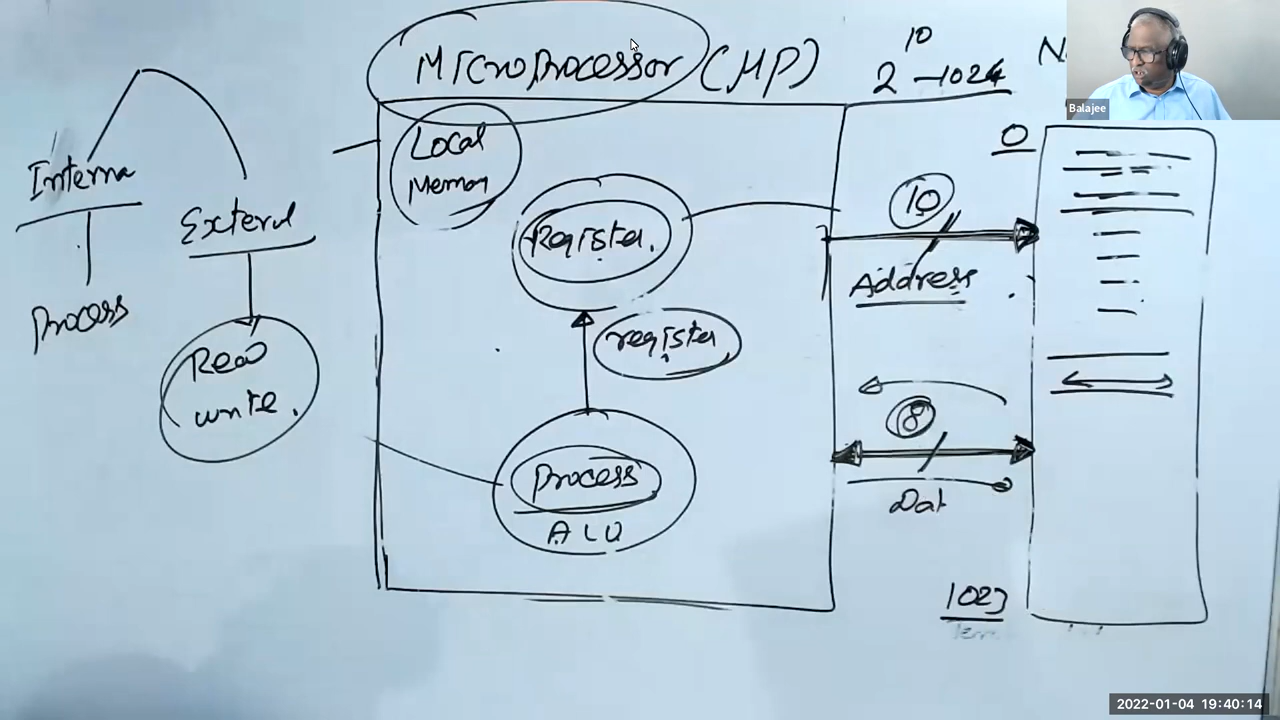 MicroProcessor (MP)
2^10 - 1024
N
Balajee
0
Local
Memory
Register.
10
Address
Interna
External
Process
Read
write.
register
8
Process
ALU
Dat
1023
2022-01-04 19:40:14